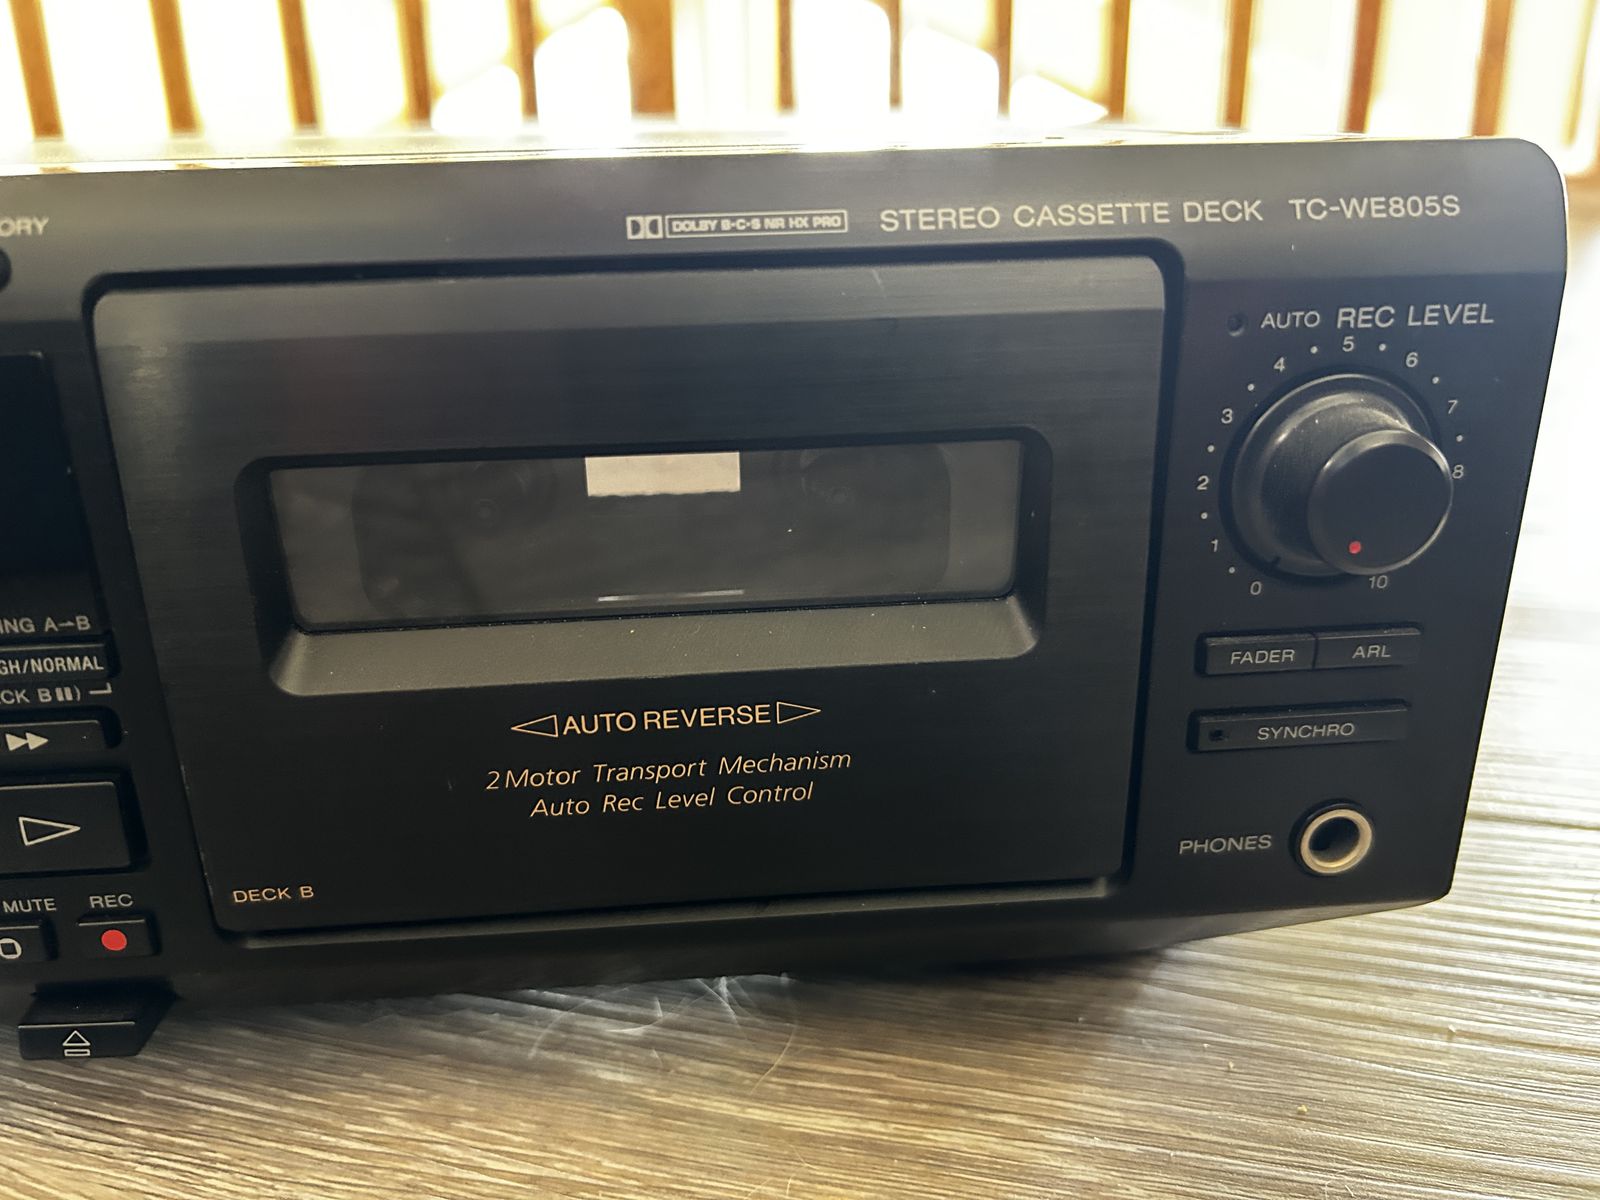 ORY
DOLBY B-C-S NR HX PRO
STEREO CASSETTE DECK TC-WE805S
AUTO REC LEVEL
0 1 2 3 4 5 6 7 8 10
ING A→B
GH/NORMAL
CK B
FADER ARL
SYNCHRO
AUTO REVERSE
2 Motor Transport Mechanism
Auto Rec Level Control
PHONES
DECK B
MUTE REC